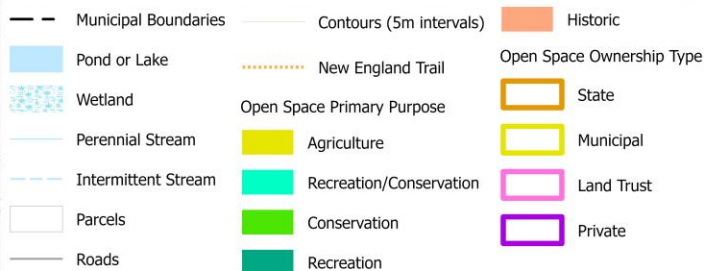 Municipal Boundaries
Pond or Lake
Wetland
Perennial Stream
Intermittent Stream
Parcels
Roads
Contours (5m intervals)
New England Trail
Open Space Primary Purpose
Agriculture
Recreation/Conservation
Conservation
Recreation
Historic
Open Space Ownership Type
State
Municipal
Land Trust
Private